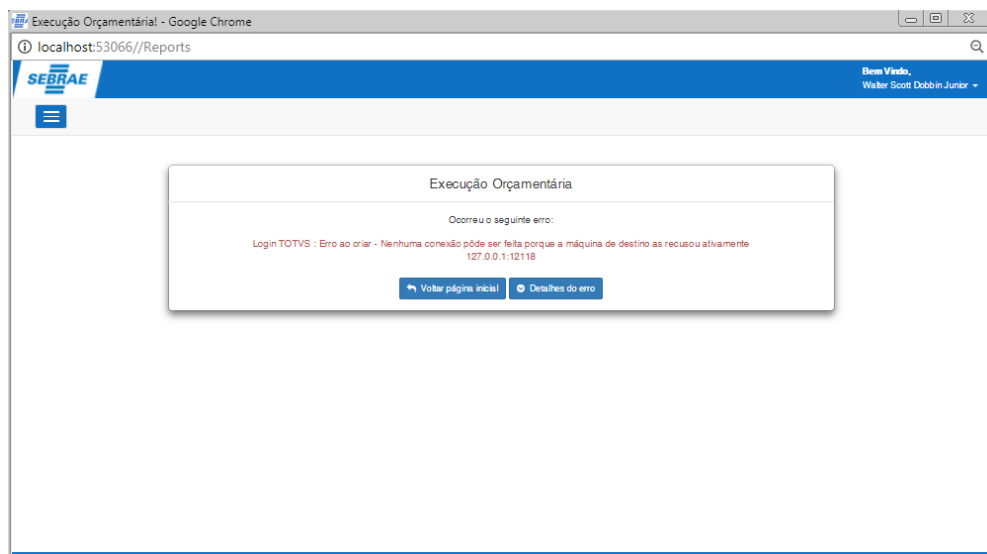 Execução Orçamentária! - Google Chrome
localhost:53066//Reports
SEBRAE
Bem Vindo,
Walter Scott Dobbin Junior
Execução Orçamentária
Ocorreu o seguinte erro:
Login TOTVS : Erro ao criar - Nenhuma conexão pôde ser feita porque a máquina de destino as recusou ativamente
127.0.0.1:12118
Voltar página inicial
Detalhes do erro